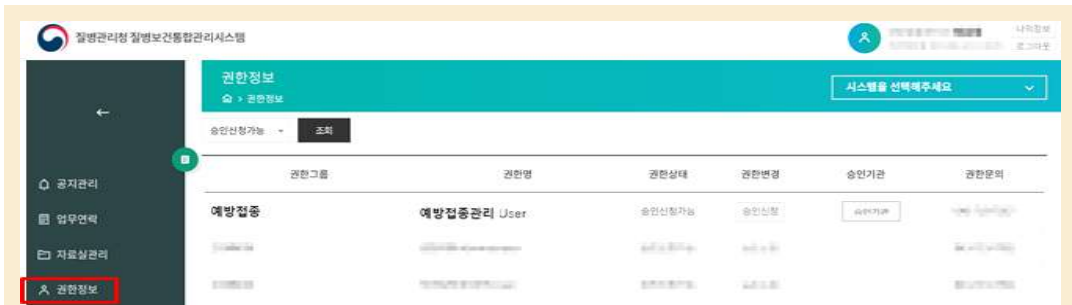 질병관리청 질병보건통합관리시스템
나의정보
로그아웃
권한정보
> 권한정보
시스템을 선택해주세요
승인신청가능
조회
공지관리
업무연락
자료실관리
권한정보
권한그룹 권한명 권한상태 권한변경 승인기관 권한문의
예방접종 예방접종관리 User 승인신청가능 승인신청 승인기관